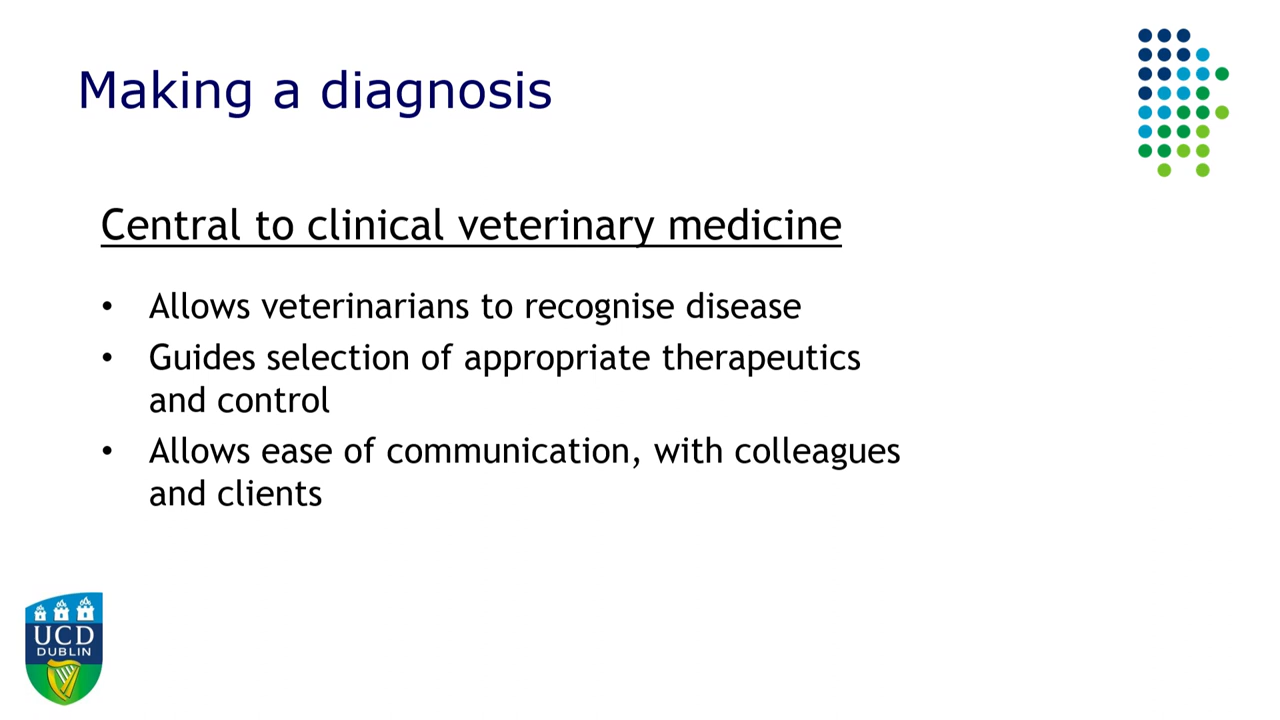 Making a diagnosis
Central to clinical veterinary medicine
• Allows veterinarians to recognise disease
• Guides selection of appropriate therapeutics
and control
• Allows ease of communication, with colleagues
and clients
UCD
DUBLIN